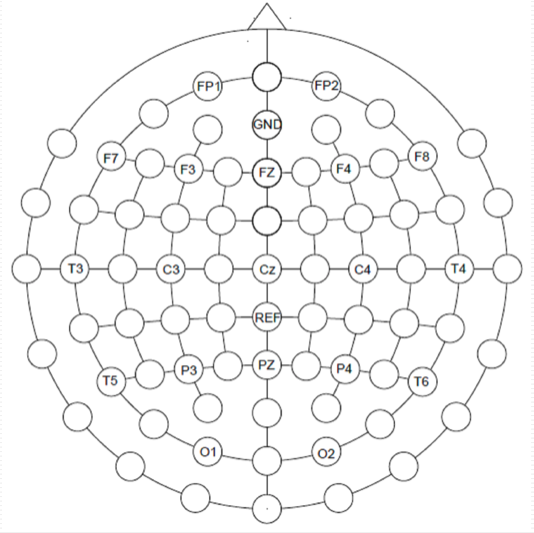 FP1 FP2
GND
F7 F3 FZ F4 F8
T3 C3 Cz C4 T4
REF
T5 P3 PZ P4 T6
O1 O2